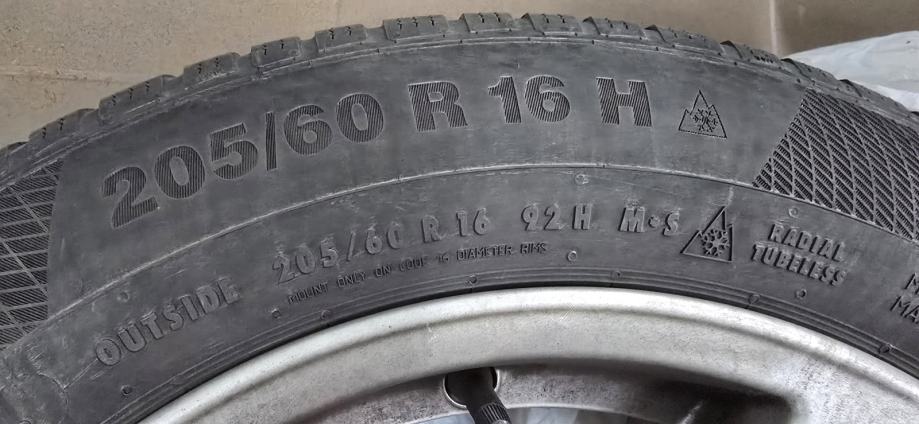 205/60 R 16 H
205/60 R 16 92 H M+S
MOUNT ONLY ON CODE 16 DIAMETER RIMS
OUTSIDE
RADIAL
TUBELESS